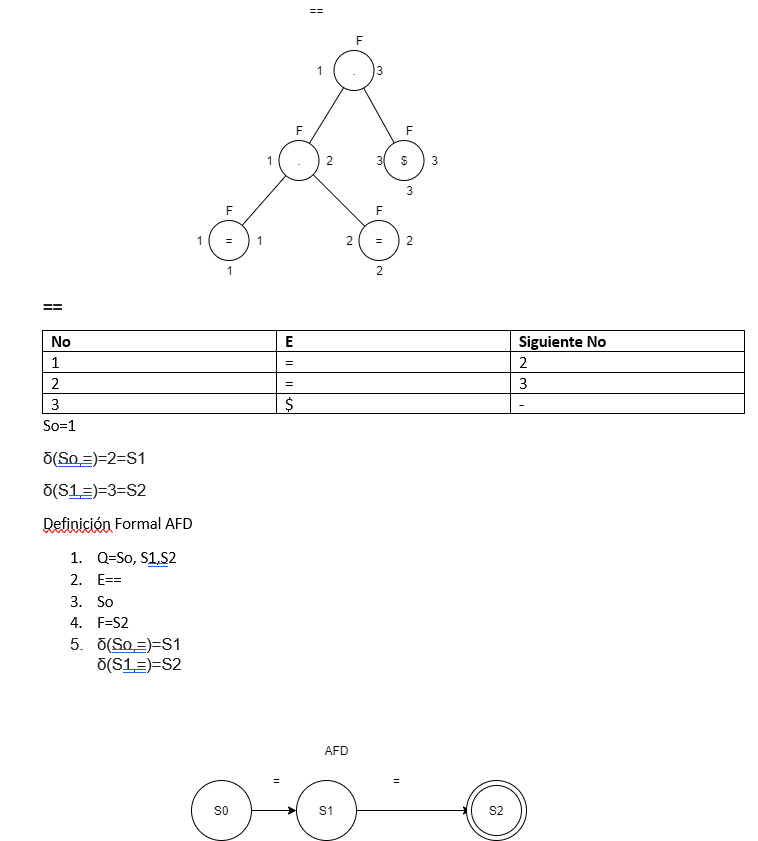 ==
F
1 . 3
F F
1 . 2 3 $ 3
3
F F
1 = 1 2 = 2
1 2
==
No E Siguiente No
1 = 2
2 = 3
3 $ -
So=1
δ(So,=)=2=S1
δ(S1,=)=3=S2
Definición Formal AFD
1. Q=So, S1,S2
2. E==
3. So
4. F=S2
5. δ(So,=)=S1
δ(S1,=)=S2
AFD
= =
S0 S1 S2